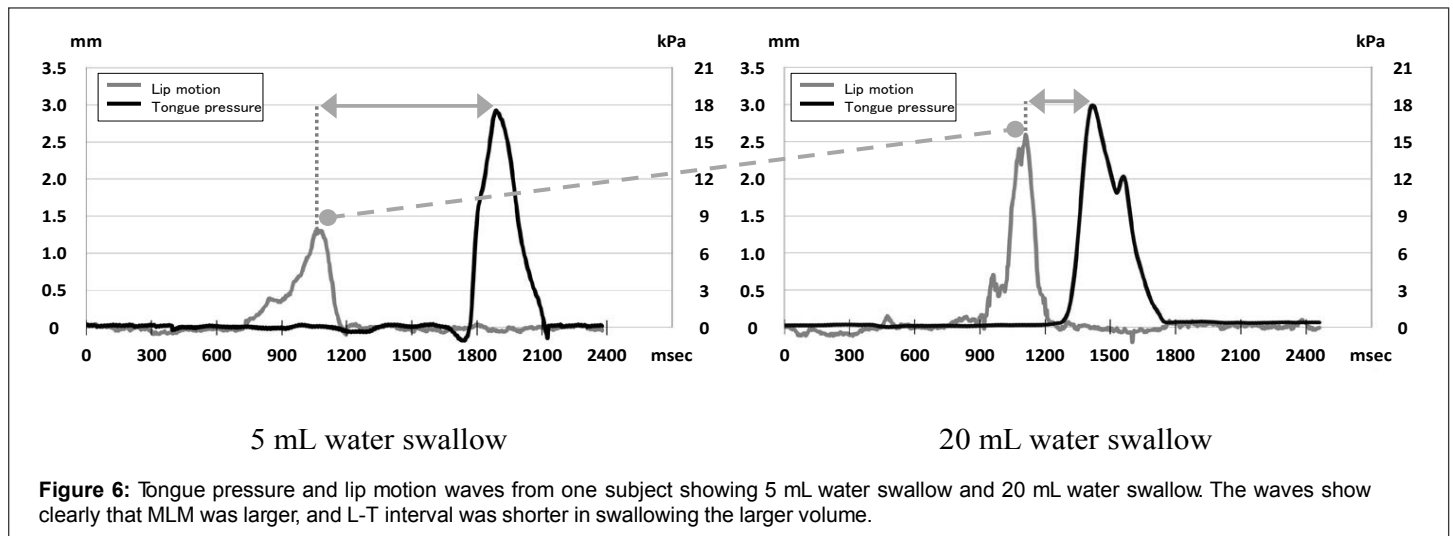 mm
kPa
Lip motion
Tongue pressure
3.5
3.0
2.5
2.0
1.5
1.0
0.5
0
21
18
15
12
9
6
3
0
0 300 600 900 1200 1500 1800 2100 2400 msec
5 mL water swallow
mm
kPa
Lip motion
Tongue pressure
3.5
3.0
2.5
2.0
1.5
1.0
0.5
0
21
18
15
12
9
6
3
0
0 300 600 900 1200 1500 1800 2100 2400 msec
20 mL water swallow
Figure 6: Tongue pressure and lip motion waves from one subject showing 5 mL water swallow and 20 mL water swallow. The waves show
clearly that MLM was larger, and L-T interval was shorter in swallowing the larger volume.